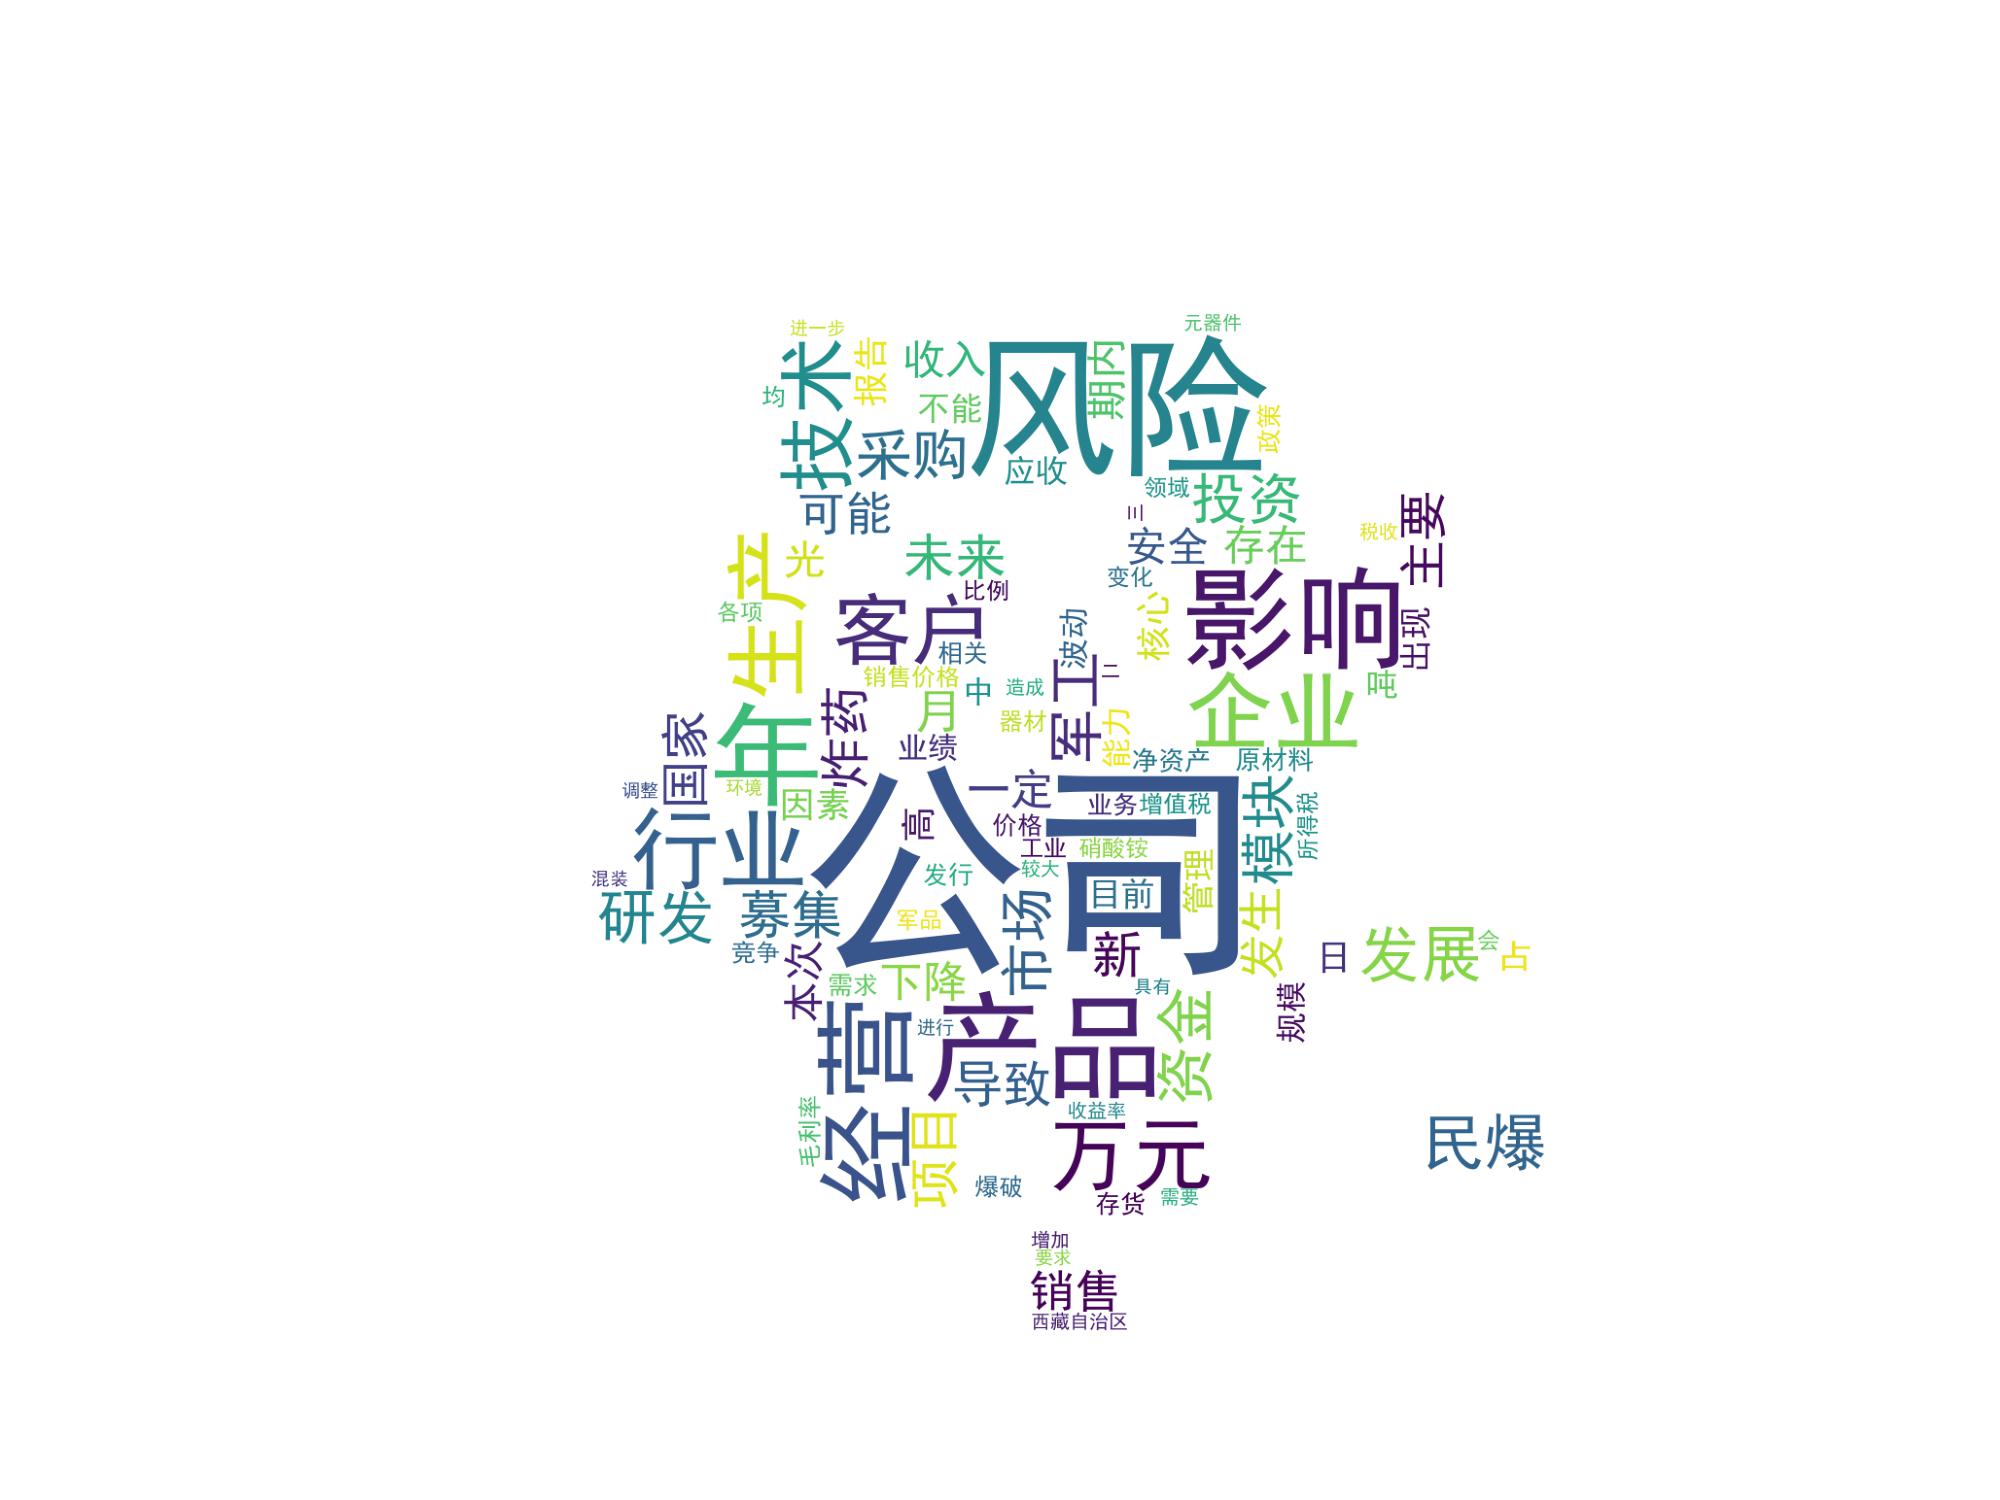 进一步
元器件
技术
报告
收入
风险
期内
均
不能
政策
采购
应收
可能
领域
投资
三
主要
税收
生产
光
未来
安全
存在
变化
比例
影响
各项
客户
波动
核心
出现
相关
军工
二
销售价格
中
造成
企业
吨
月
器材
能力
年
炸药
国家
业绩
净资产
原材料
公司
一定
调整
环境
因素
业务
增值税
模块
所得税
高
价格
行业
工业
硝酸铵
管理
发行
较大
混装
目前
研发
募集
军品
市场
发生
竞争
本次
新
日
发展
会
占
需求
下降
具有
规模
经营
产品
资金
进行
导致
毛利率
项目
收益率
万元
民爆
爆破
存货
需要
增加
要求
销售
西藏自治区